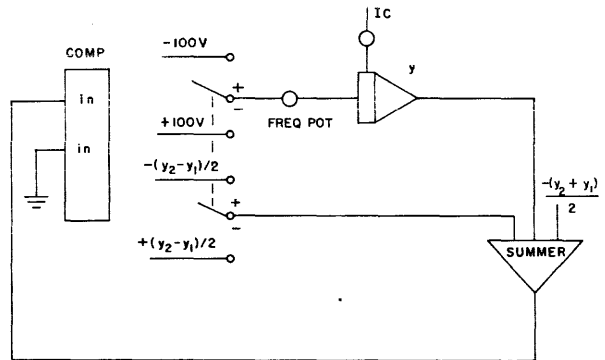 IC
-100V
COMP
y
in
+
-
+100V
FREQ POT
in
-(y₂-y₁)/2
-(y₂ + y₁)
2
+
-
SUMMER
+(y₂-y₁)/2